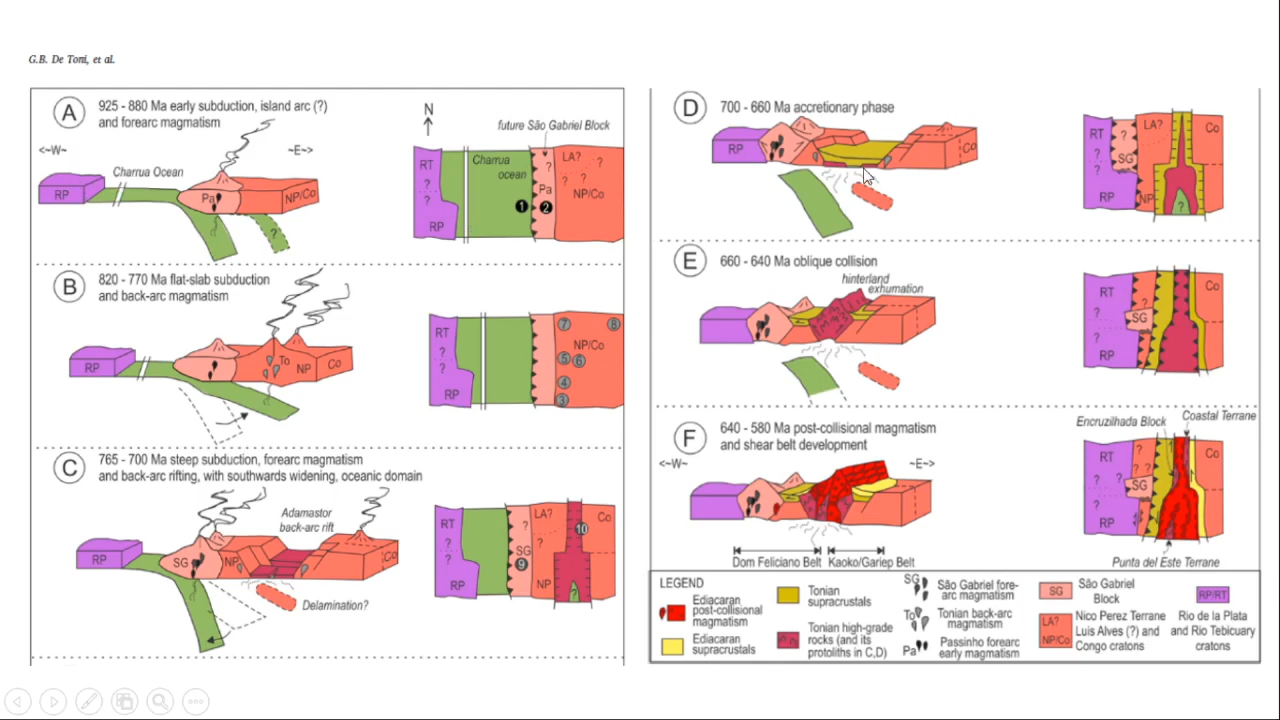 G.B. De Toni, et al.
A
925 - 880 Ma early subduction, island arc (?)
and forearc magmatism
<~W~
~E~>
Charrua Ocean
RP
Pa
NP/Co
?
N
future São Gabriel Block
RT
?
?
RP
Charrua
ocean
1
2
?
Pa
LA?
?
? ?
NP/Co
B
820 - 770 Ma flat-slab subduction
and back-arc magmatism
RP
To
NP
Co
RT
?
?
RP
7
8
NP/Co
5
6
4
3
C
765 - 700 Ma steep subduction, forearc magmatism
and back-arc rifting, with southwards widening, oceanic domain
Adamastor
back-arc rift
RP
SG
NP
Co
Delamination?
RT
?
RP
LA?
?
SG
9
NP
10
Co
?
D
700 - 660 Ma accretionary phase
RP
Co
RT
?
?
RP
LA?
?
SG
NP
Co
?
E
660 - 640 Ma oblique collision
hinterland
exhumation
RT
?
?
RP
?
SG
Co
F
640 - 580 Ma post-collisional magmatism
and shear belt development
<~W~
~E~>
Dom Feliciano Belt
Kaoko/Gariep Belt
Encruzilhada Block
Coastal Terrane
RT
?
?
RP
?
? ?
SG
Co
Punta del Este Terrane
LEGEND
Ediacaran
post-collisional
magmatism
Ediacaran
supracrustals
Tonian
supracrustals
Tonian high-grade
rocks (and its
protoliths in C,D)
SG
São Gabriel fore-
arc magmatism
To
Tonian back-arc
magmatism
Pa
Passinho forearc
early magmatism
SG
São Gabriel
Block
LA?
NP/Co
Nico Perez Terrane
Luis Alves (?) and
Congo cratons
RP/RT
Rio de la Plata
and Rio Tebicuary
cratons